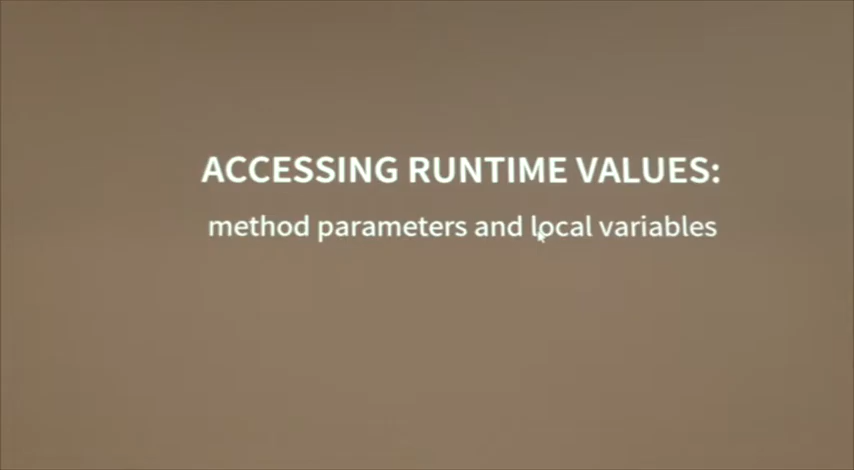 ACCESSING RUNTIME VALUES:
method parameters and local variables